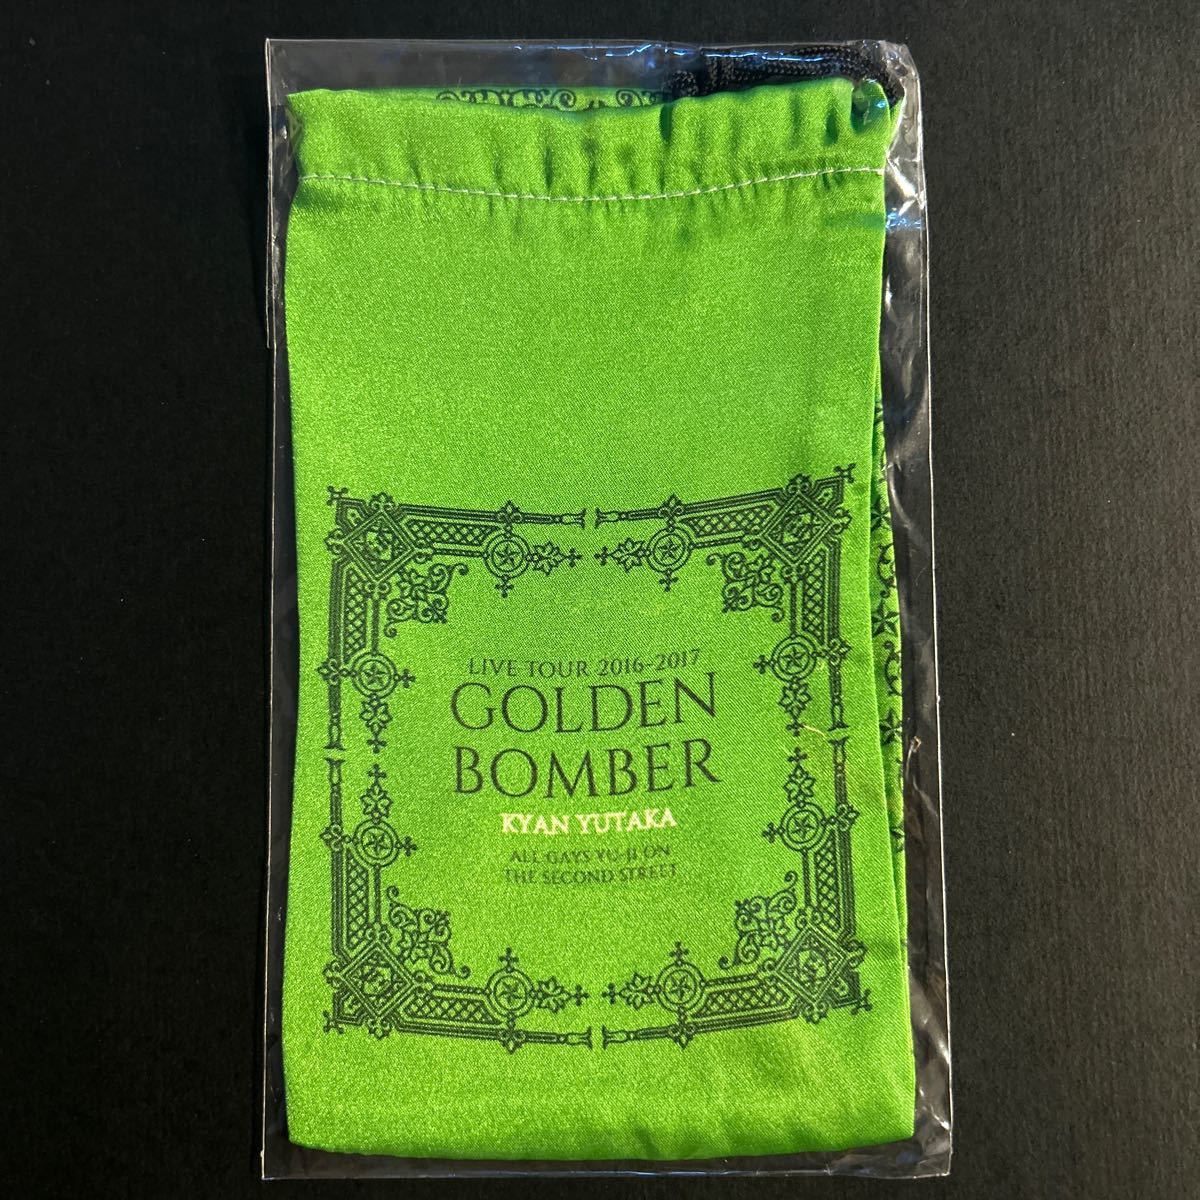 LIVE TOUR 2016-2017
GOLDEN
BOMBER
KYAN YUTAKA
ALL GAYS YU-JI ON
THE SECOND STREET